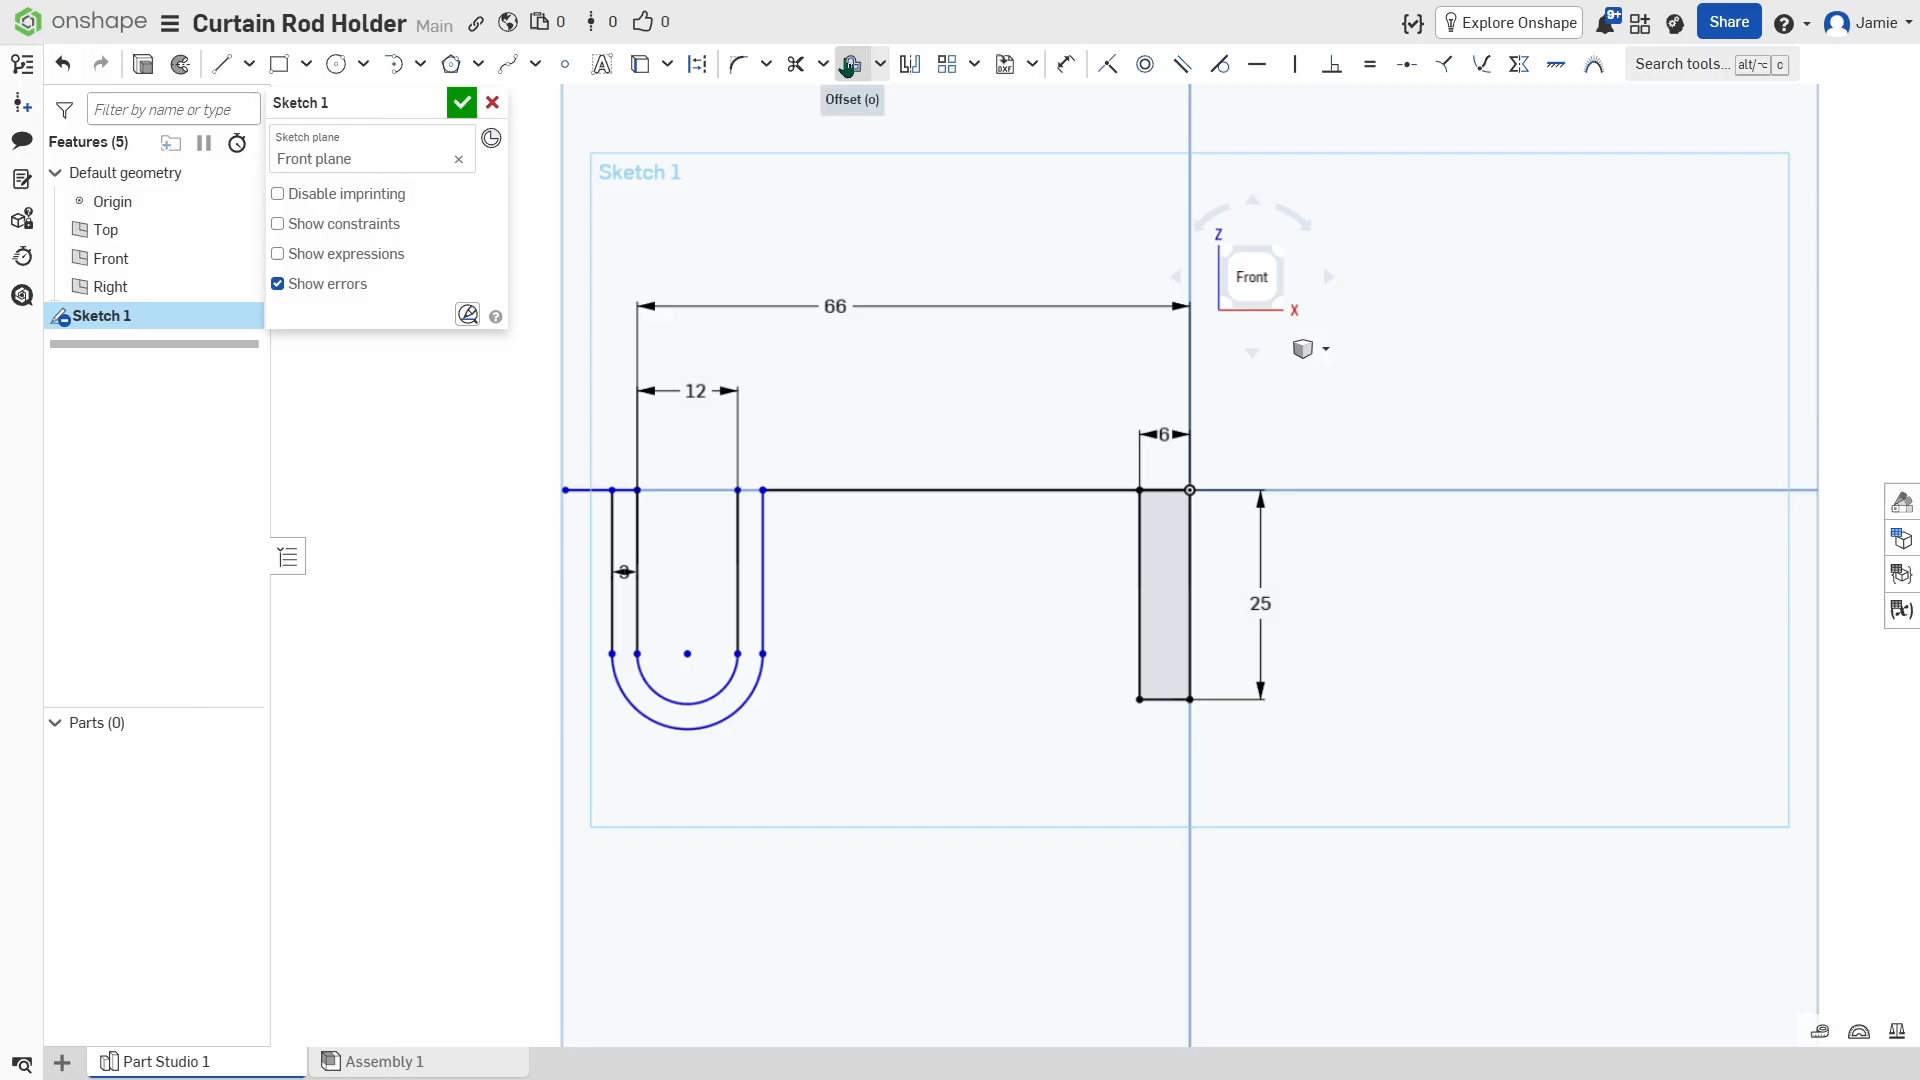 onshape Curtain Rod Holder Main 0 0 0
Explore Onshape 9+ Share Jamie
Search tools... alt/⌥ c
Offset (o)
Filter by name or type
Features (5)
Default geometry
Origin
Top
Front
Right
Sketch 1
Parts (0)
Sketch 1
Sketch plane
Front plane
Disable imprinting
Show constraints
Show expressions
Show errors
Sketch 1
Z
Front
X
66
12
6
3
25
Part Studio 1
Assembly 1